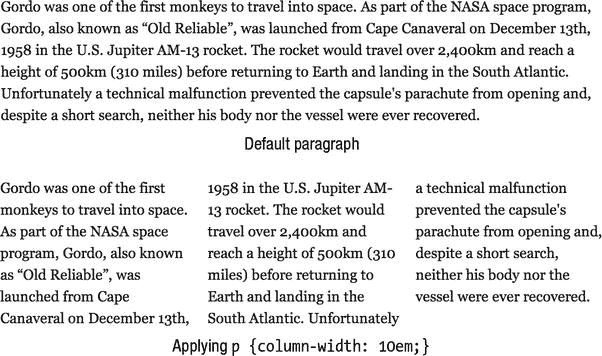 Gordo was one of the first monkeys to travel into space. As part of the NASA space program,
Gordo, also known as “Old Reliable”, was launched from Cape Canaveral on December 13th,
1958 in the U.S. Jupiter AM-13 rocket. The rocket would travel over 2,400km and reach a
height of 500km (310 miles) before returning to Earth and landing in the South Atlantic.
Unfortunately a technical malfunction prevented the capsule's parachute from opening and,
despite a short search, neither his body nor the vessel were ever recovered.
Default paragraph
Gordo was one of the first
monkeys to travel into space.
As part of the NASA space
program, Gordo, also known
as “Old Reliable”, was
launched from Cape
Canaveral on December 13th,
1958 in the U.S. Jupiter AM-
13 rocket. The rocket would
travel over 2,400km and
reach a height of 500km (310
miles) before returning to
Earth and landing in the
South Atlantic. Unfortunately
a technical malfunction
prevented the capsule's
parachute from opening and,
despite a short search,
neither his body nor the
vessel were ever recovered.
Applying p {column-width: 10em;}